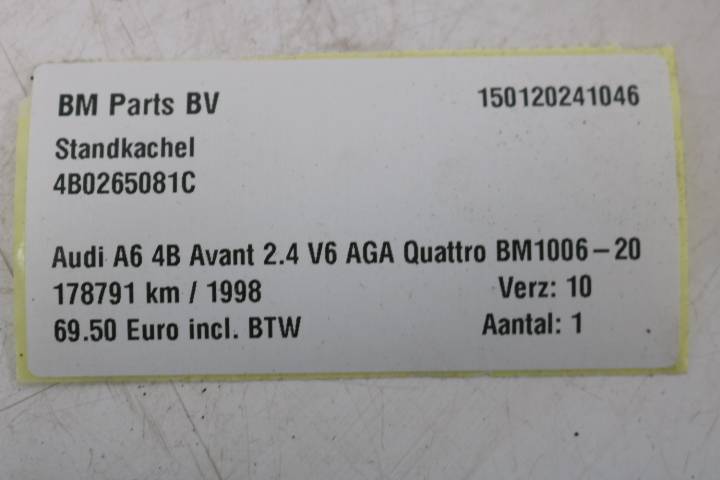 BM Parts BV 150120241046
Standkachel
4B0265081C
Audi A6 4B Avant 2.4 V6 AGA Quattro BM1006-20
178791 km / 1998 Verz: 10
69.50 Euro incl. BTW Aantal: 1